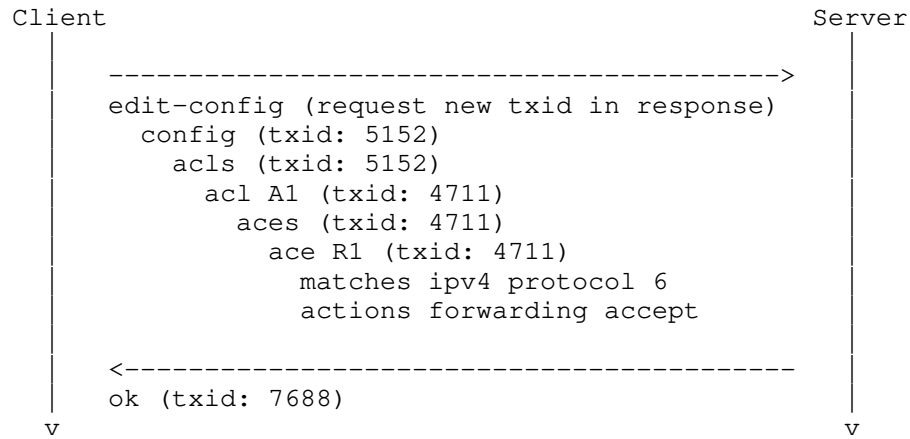 Client Server
-------------------------------------------->
edit-config (request new txid in response)
config (txid: 5152)
acls (txid: 5152)
acl A1 (txid: 4711)
aces (txid: 4711)
ace R1 (txid: 4711)
matches ipv4 protocol 6
actions forwarding accept
<--------------------------------------------
ok (txid: 7688)
v v